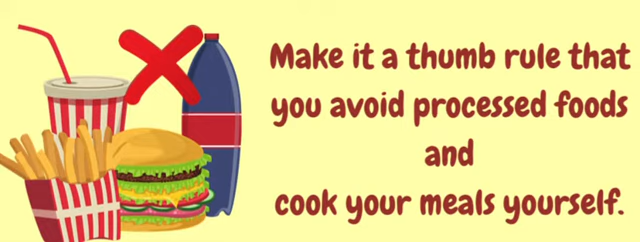 Make it a thumb rule that
you avoid processed foods
and
cook your meals yourself.